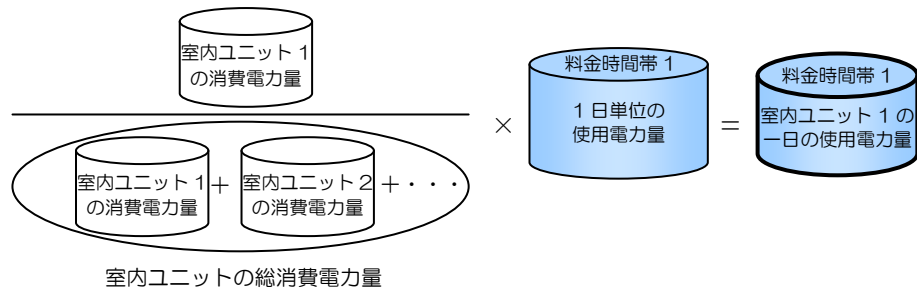 室内ユニット 1
の消費電力量
室内ユニット 1
の消費電力量
+
室内ユニット 2
の消費電力量
+・・・
室内ユニットの総消費電力量
×
料金時間帯 1
1 日単位の
使用電力量
=
料金時間帯 1
室内ユニット 1 の
一日の使用電力量